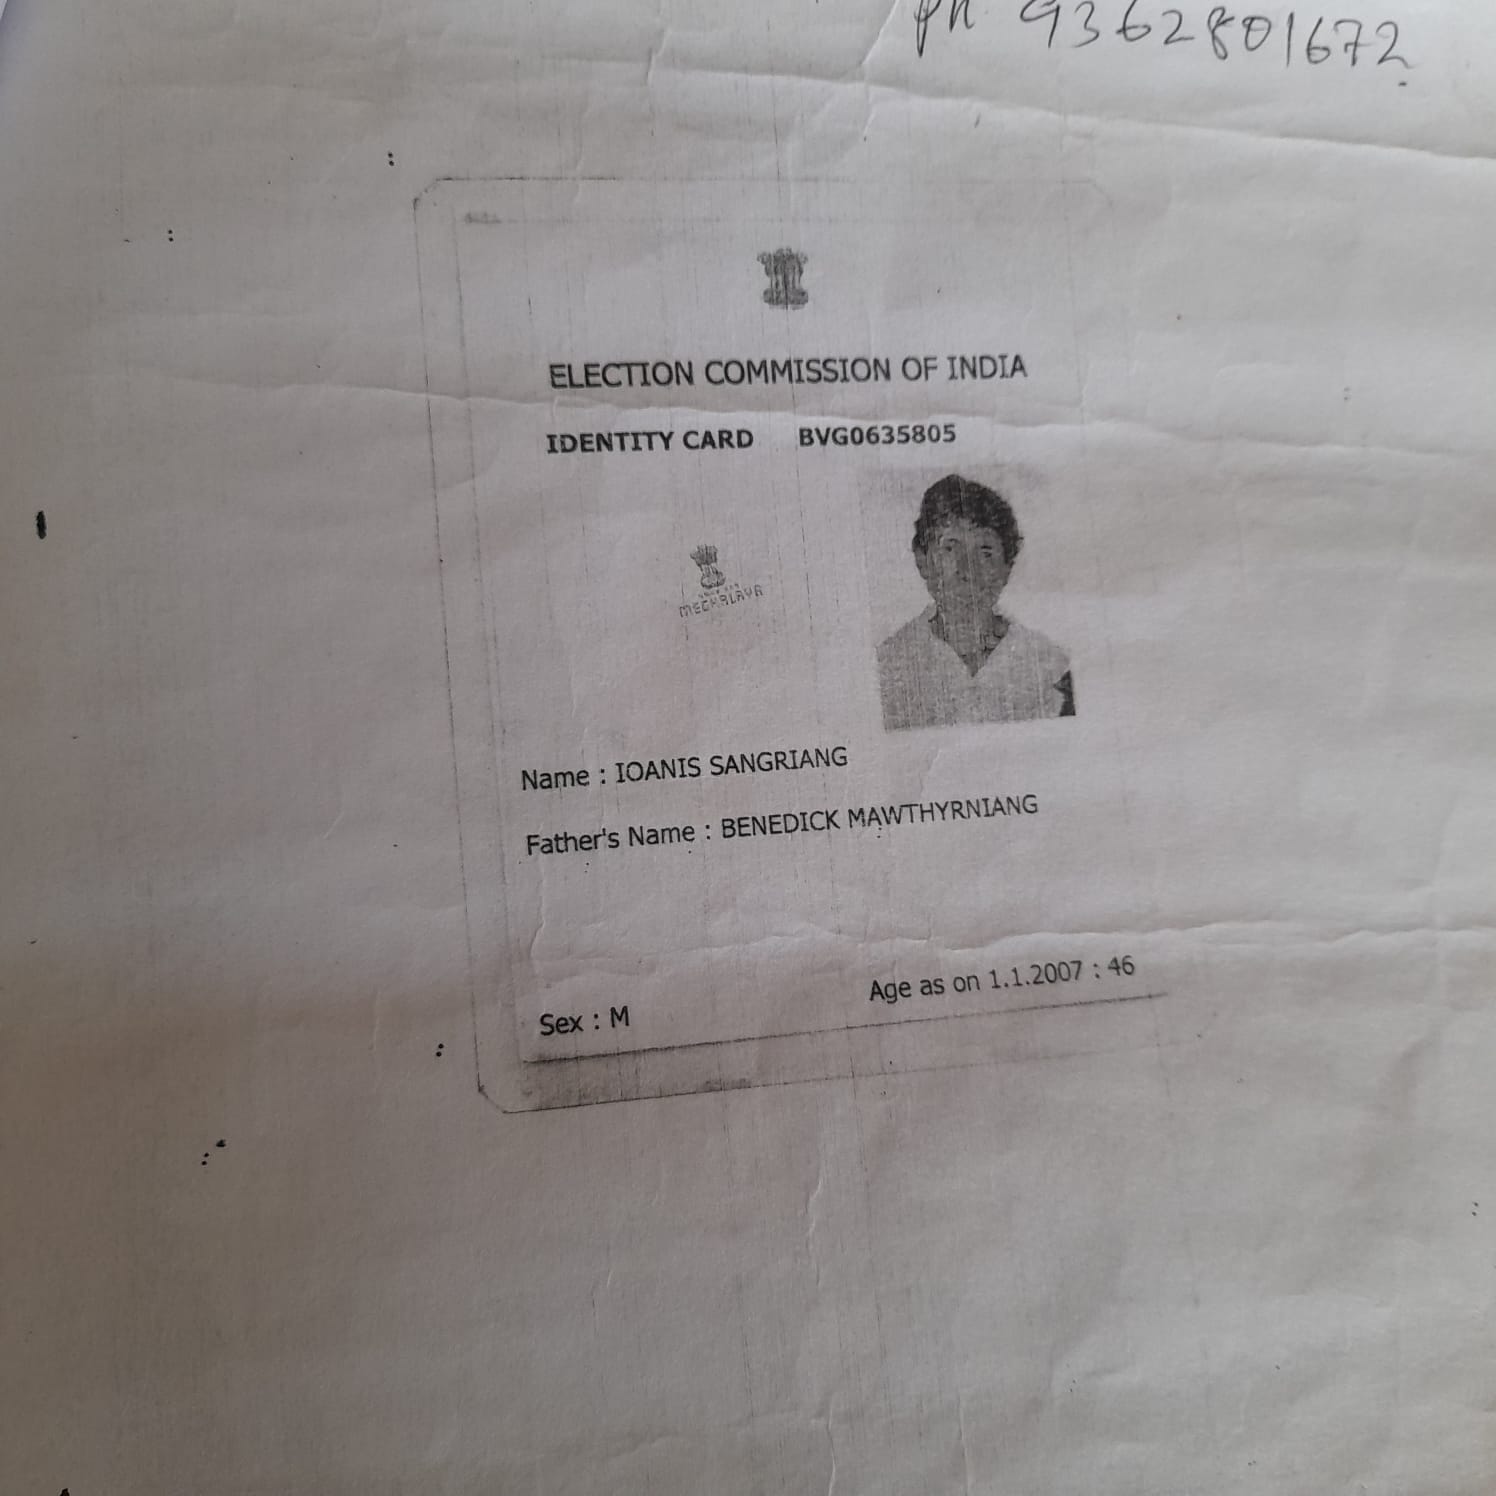 Ph 9362801672
ELECTION COMMISSION OF INDIA
IDENTITY CARD BVG0635805
MEGHALAYA
Name : IOANIS SANGRIANG
Father's Name : BENEDICK MAWTHYRNIANG
Sex : M
Age as on 1.1.2007 : 46